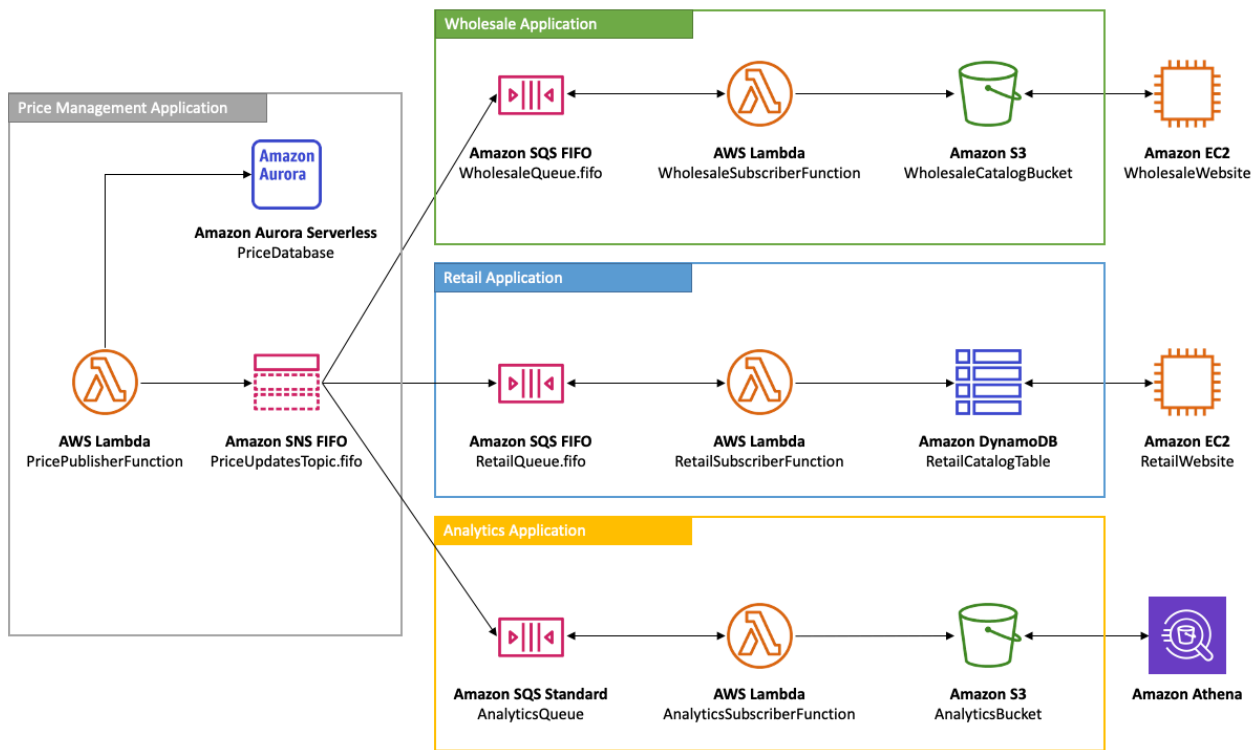 Price Management Application
Amazon
Aurora
Amazon Aurora Serverless
PriceDatabase
AWS Lambda
PricePublisherFunction
Amazon SNS FIFO
PriceUpdatesTopic.fifo
Wholesale Application
Amazon SQS FIFO
WholesaleQueue.fifo
AWS Lambda
WholesaleSubscriberFunction
Amazon S3
WholesaleCatalogBucket
Amazon EC2
WholesaleWebsite
Retail Application
Amazon SQS FIFO
RetailQueue.fifo
AWS Lambda
RetailSubscriberFunction
Amazon DynamoDB
RetailCatalogTable
Amazon EC2
RetailWebsite
Analytics Application
Amazon SQS Standard
AnalyticsQueue
AWS Lambda
AnalyticsSubscriberFunction
Amazon S3
AnalyticsBucket
Amazon Athena